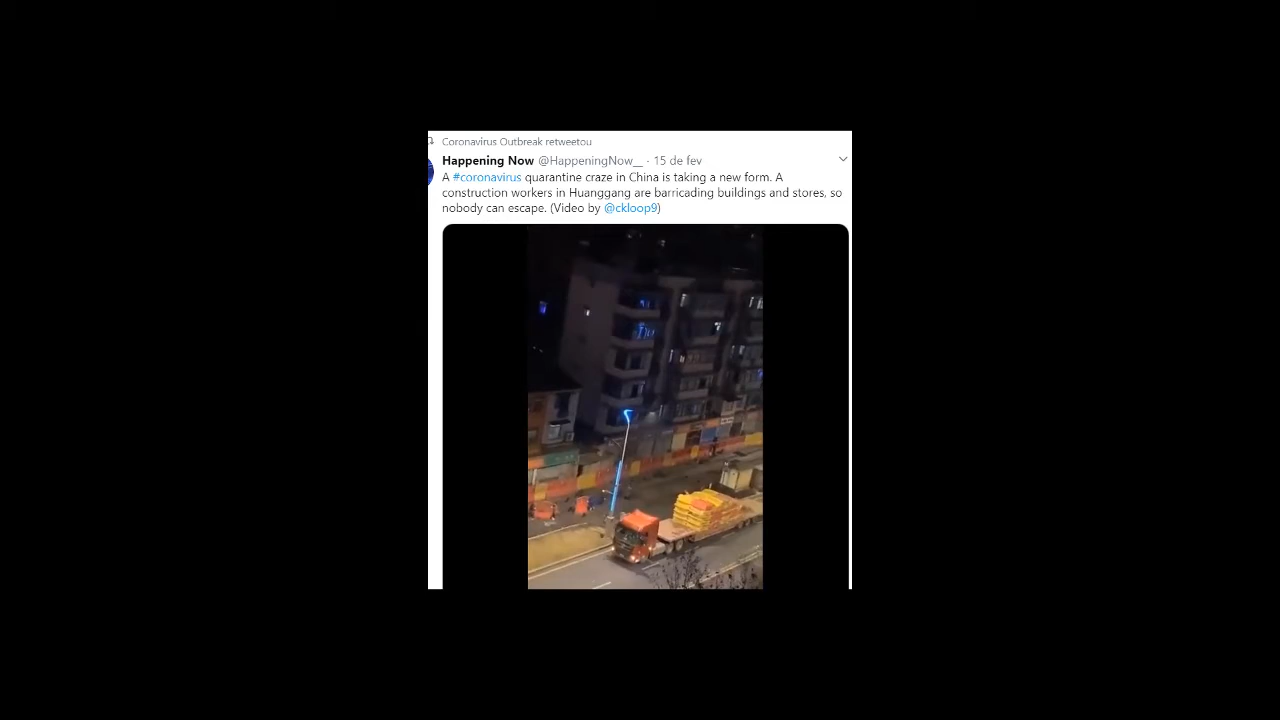 Coronavirus Outbreak retweetou
Happening Now @HappeningNow__ · 15 de fev
A #coronavirus quarantine craze in China is taking a new form. A
construction workers in Huanggang are barricading buildings and stores, so
nobody can escape. (Video by @ckloop9)